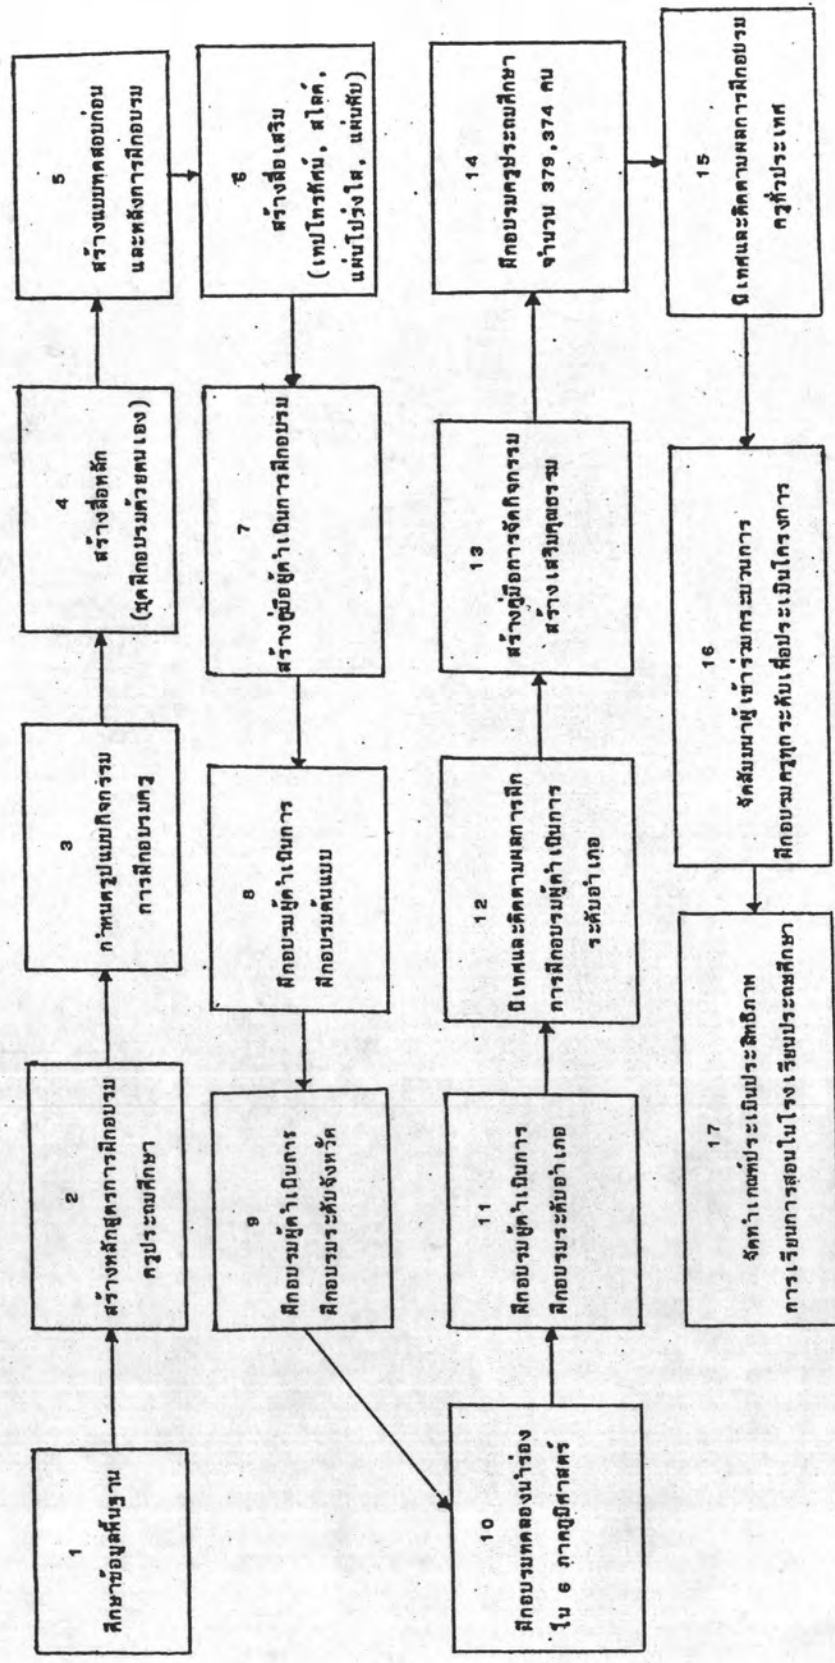 1
ศึกษาข้อมูลพื้นฐาน
2
สร้างหลักสูตรการฝึกอบรม
ครูประถมศึกษา
3
กำหนดรูปแบบกิจกรรม
การฝึกอบรมครู
4
สร้างสื่อหลัก
(ชุดฝึกอบรมด้วยตนเอง)
5
สร้างแบบทดสอบก่อน
และหลังการฝึกอบรม
6
สร้างสื่อเสริม
(เทปโทรทัศน์, สไลด์,
แผ่นโปร่งใส, แผ่นพับ)
7
สร้างคู่มือผู้ดำเนินการฝึกอบรม
8
ฝึกอบรมผู้ดำเนินการ
ฝึกอบรมต้นแบบ
9
ฝึกอบรมผู้ดำเนินการ
ฝึกอบรมระดับจังหวัด
10
ฝึกอบรมทดลองนำร่อง
ใน 6 ภาคภูมิศาสตร์
11
ฝึกอบรมผู้ดำเนินการ
ฝึกอบรมระดับอำเภอ
12
นิเทศและติดตามผลการฝึก
การฝึกอบรมผู้ดำเนินการ
ระดับอำเภอ
13
สร้างคู่มือการจัดกิจกรรม
สร้างเสริมคุณธรรม
14
ฝึกอบรมครูประถมศึกษา
จำนวน 379,374 คน
15
นิเทศและติดตามผลการฝึกอบรม
ครูทั่วประเทศ
16
จัดสัมมนาผู้เข้าร่วมกระบวนการ
ฝึกอบรมครูทุกระดับเพื่อประเมินโครงการ
17
จัดทำเกณฑ์ประเมินประสิทธิภาพ
การเรียนการสอนในโรงเรียนประถมศึกษา